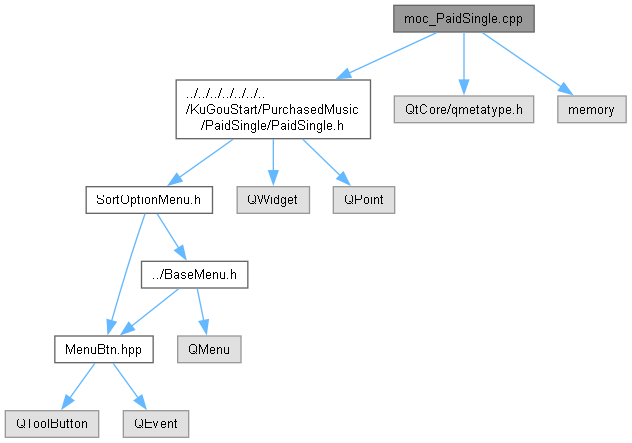 moc_PaidSingle.cpp
../../../../../../..
/KuGouStart/PurchasedMusic
/PaidSingle/PaidSingle.h
QtCore/qmetatype.h
memory
SortOptionMenu.h
QWidget
QPoint
../BaseMenu.h
MenuBtn.hpp
QMenu
QToolButton
QEvent